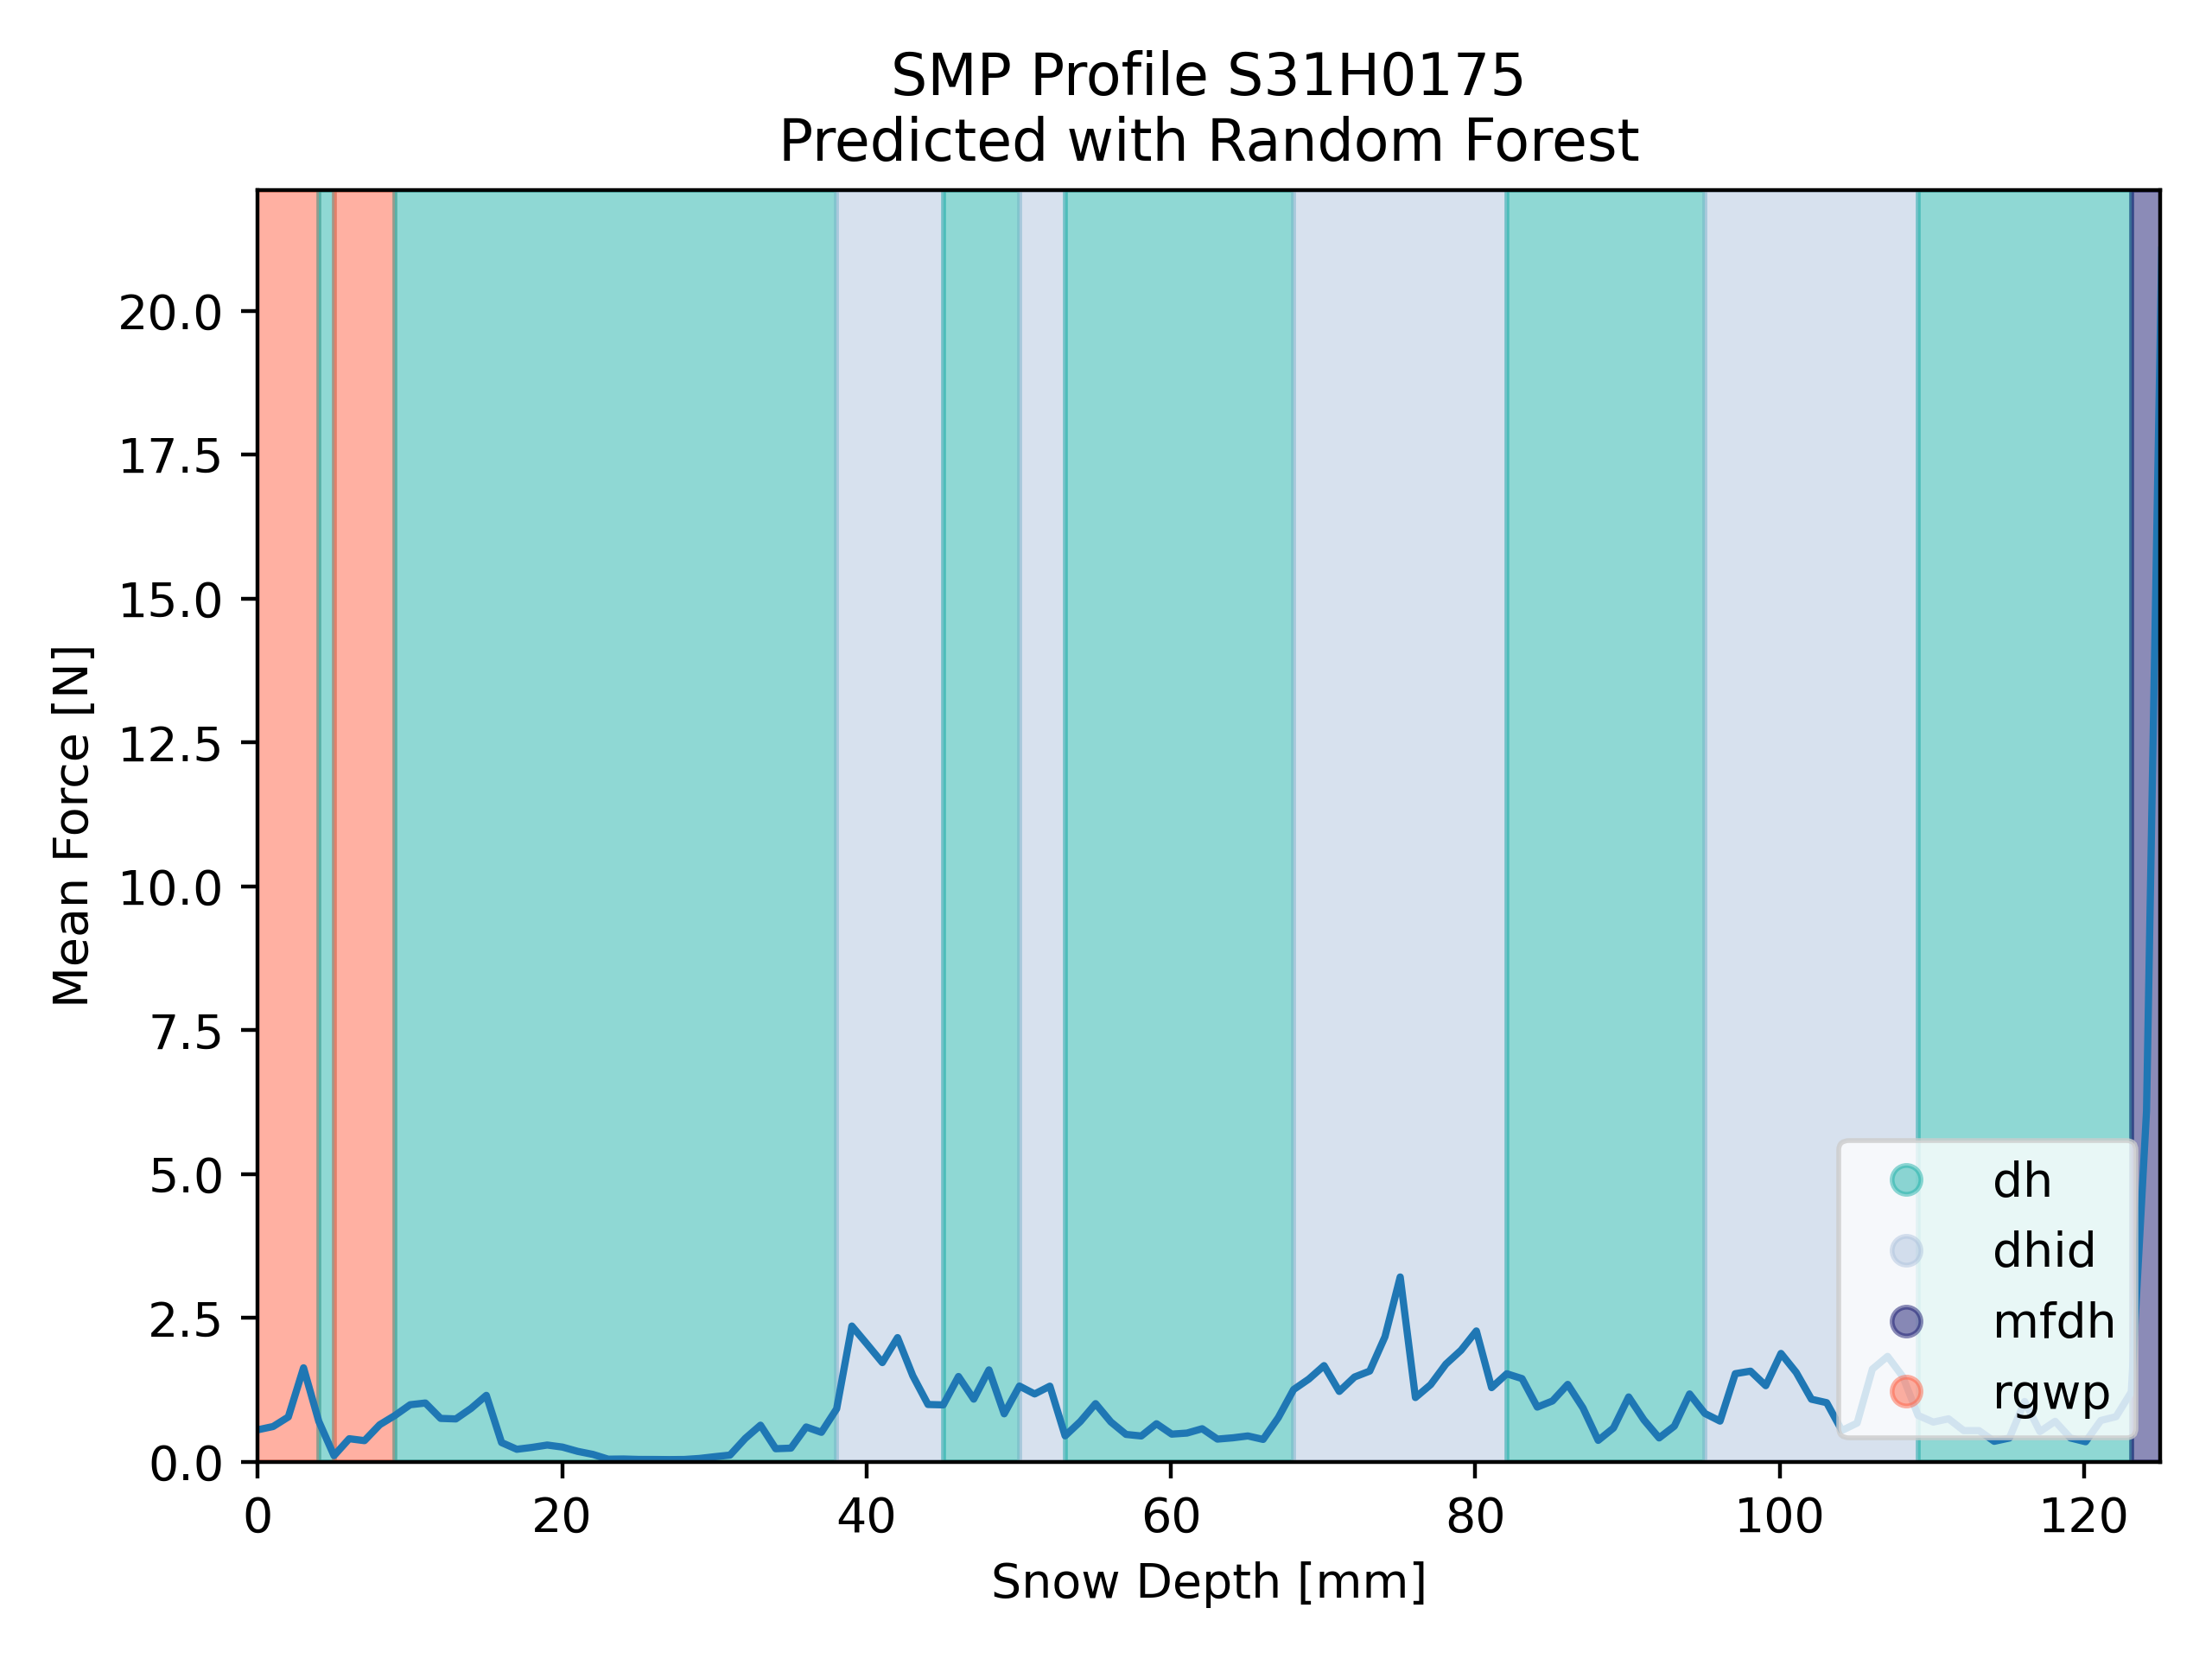 SMP Profile S31H0175
Predicted with Random Forest
Mean Force [N]
20.0
17.5
15.0
12.5
10.0
7.5
5.0
2.5
0.0
dh
dhid
mfdh
rgwp
0 20 40 60 80 100 120
Snow Depth [mm]